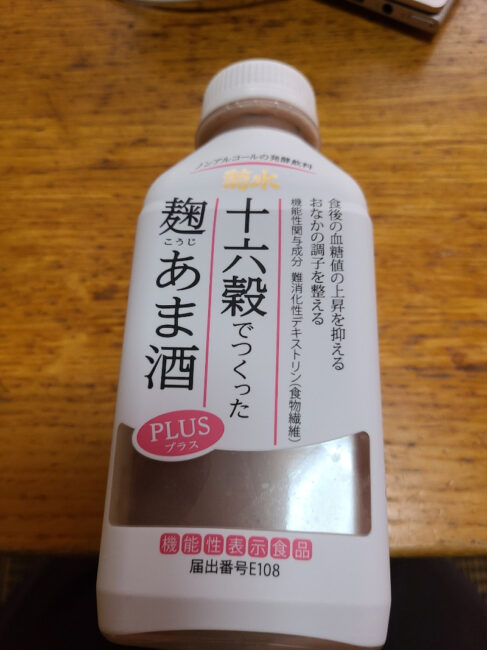 ノンアルコールの発酵飲料
菊水
食後の血糖値の上昇を抑える
おなかの調子を整える
機能性関与成分 難消化性デキストリン(食物繊維)
十六穀でつくった
麹あま酒
こうじ
PLUS
プラス
機能性表示食品
届出番号E108